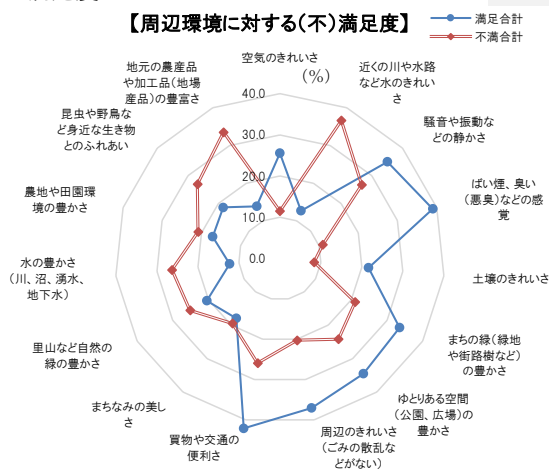 【周辺環境に対する(不)満足度】
満足合計
不満合計
空気のきれいさ
(%)
近くの川や水路
など水のきれい
さ
騒音や振動な
どの静かさ
ばい煙、臭い
(悪臭)などの感
覚
土壌のきれいさ
まちの緑(緑地
や街路樹など)
の豊かさ
ゆとりある空間
(公園、広場)の
豊かさ
周辺のきれいさ
(ごみの散乱な
どがない)
買物や交通の
便利さ
まちなみの美し
さ
里山など自然の
緑の豊かさ
水の豊かさ
(川、沼、湧水、
地下水)
農地や田園環
境の豊かさ
昆虫や野鳥な
ど身近な生き物
とのふれあい
地元の農産品
や加工品(地場
産品)の豊富さ
40.0
30.0
20.0
10.0
0.0